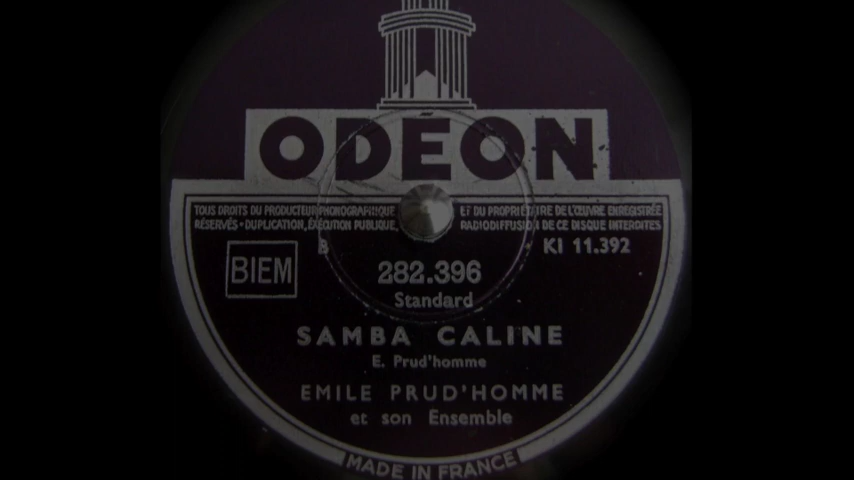 ODÉON
TOUS DROITS DU PRODUCTEUR PHONOGRAPHIQUE ET DU PROPRIÉTAIRE DE L'ŒUVRE ENREGISTRÉE
RÉSERVÉS - DUPLICATION, EXÉCUTION PUBLIQUE, RADIODIFFUSION DE CE DISQUE INTERDITES
B
KI 11.392
BIEM
282.396
Standard
SAMBA CALINE
E. Prud'homme
EMILE PRUD'HOMME
et son Ensemble
MADE IN FRANCE